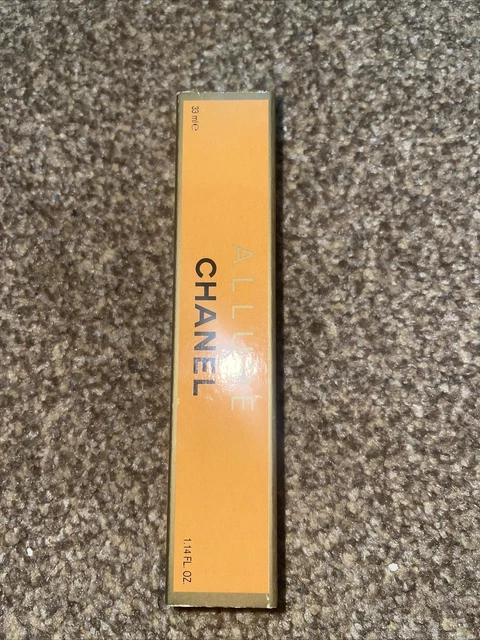 ALLURE
CHANEL
33 ml ℮
1.14 FL. OZ.